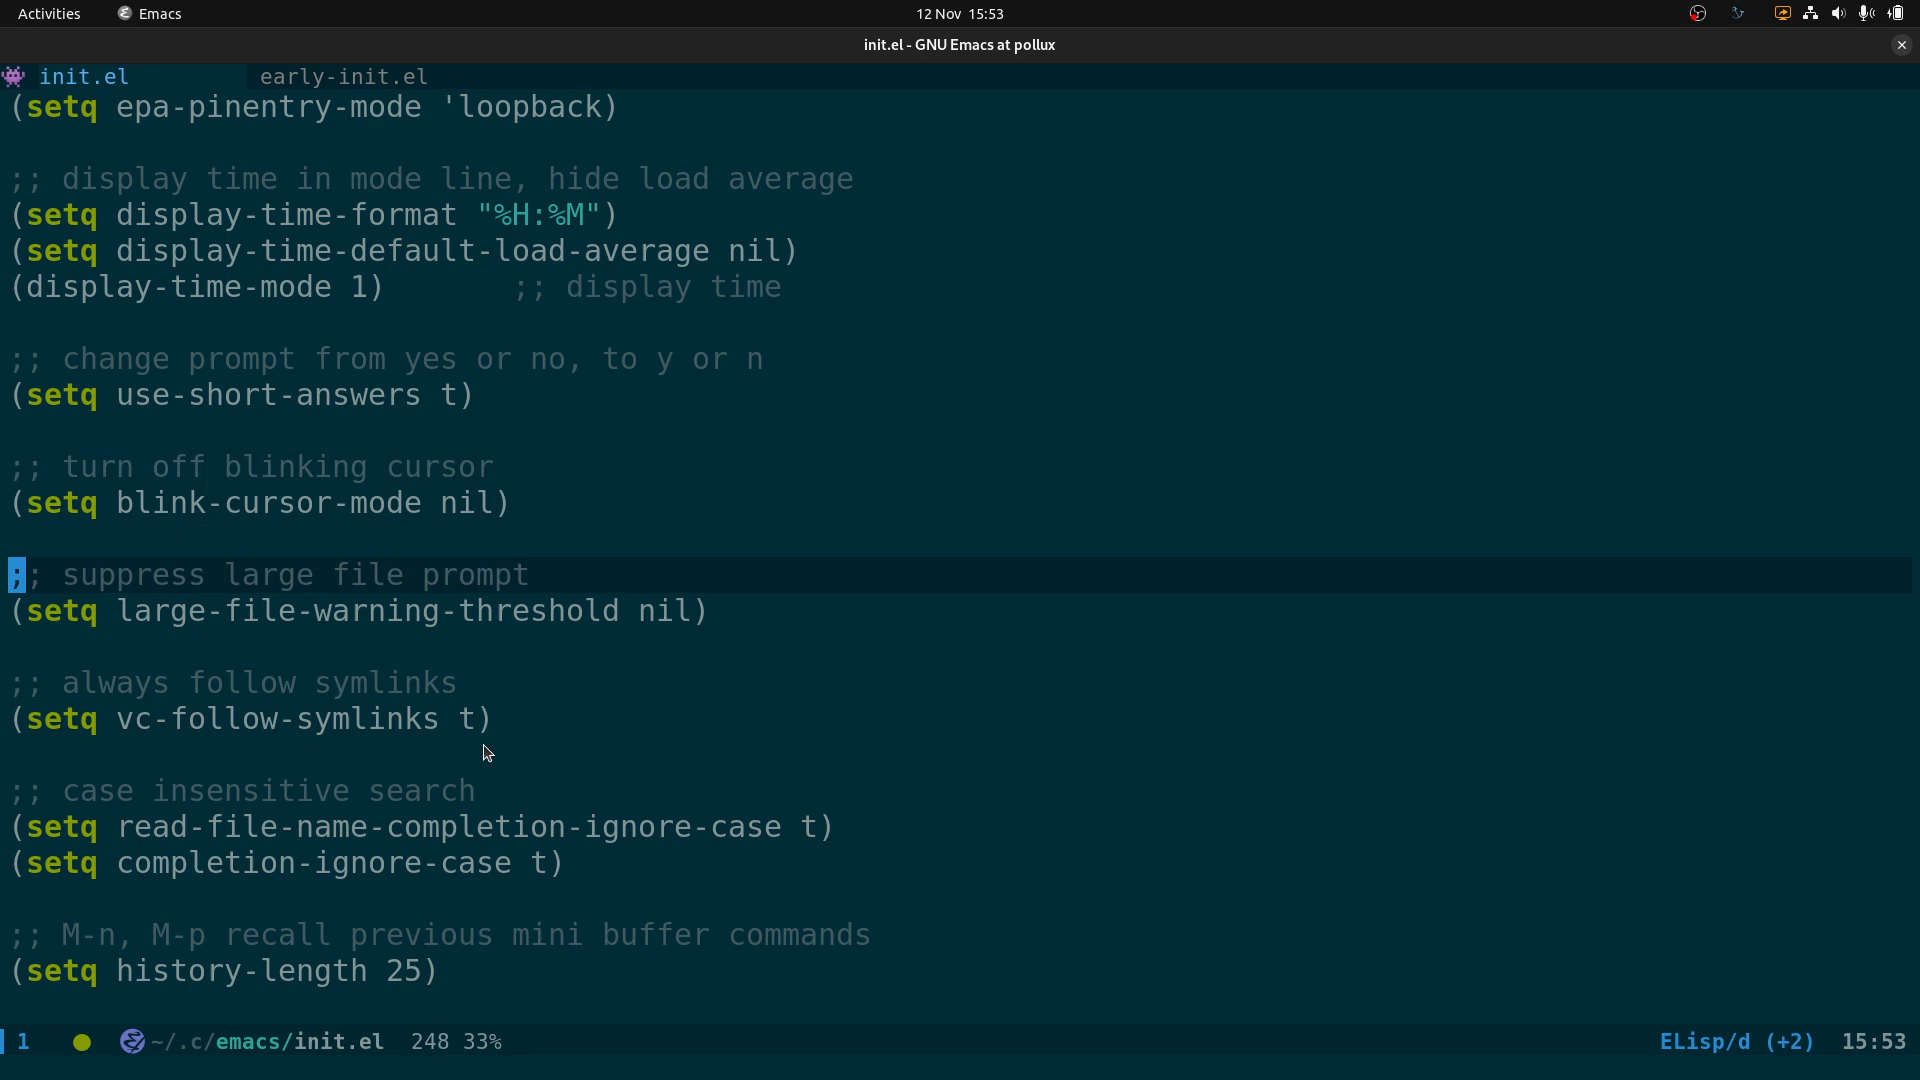 Activities Emacs 12 Nov 15:53
init.el - GNU Emacs at pollux
init.el early-init.el
(setq epa-pinentry-mode 'loopback)
;; display time in mode line, hide load average
(setq display-time-format "%H:%M")
(setq display-time-default-load-average nil)
(display-time-mode 1) ;; display time
;; change prompt from yes or no, to y or n
(setq use-short-answers t)
;; turn off blinking cursor
(setq blink-cursor-mode nil)
;; suppress large file prompt
(setq large-file-warning-threshold nil)
;; always follow symlinks
(setq vc-follow-symlinks t)
;; case insensitive search
(setq read-file-name-completion-ignore-case t)
(setq completion-ignore-case t)
;; M-n, M-p recall previous mini buffer commands
(setq history-length 25)
1 ~/.c/emacs/init.el 248 33% ELisp/d (+2) 15:53